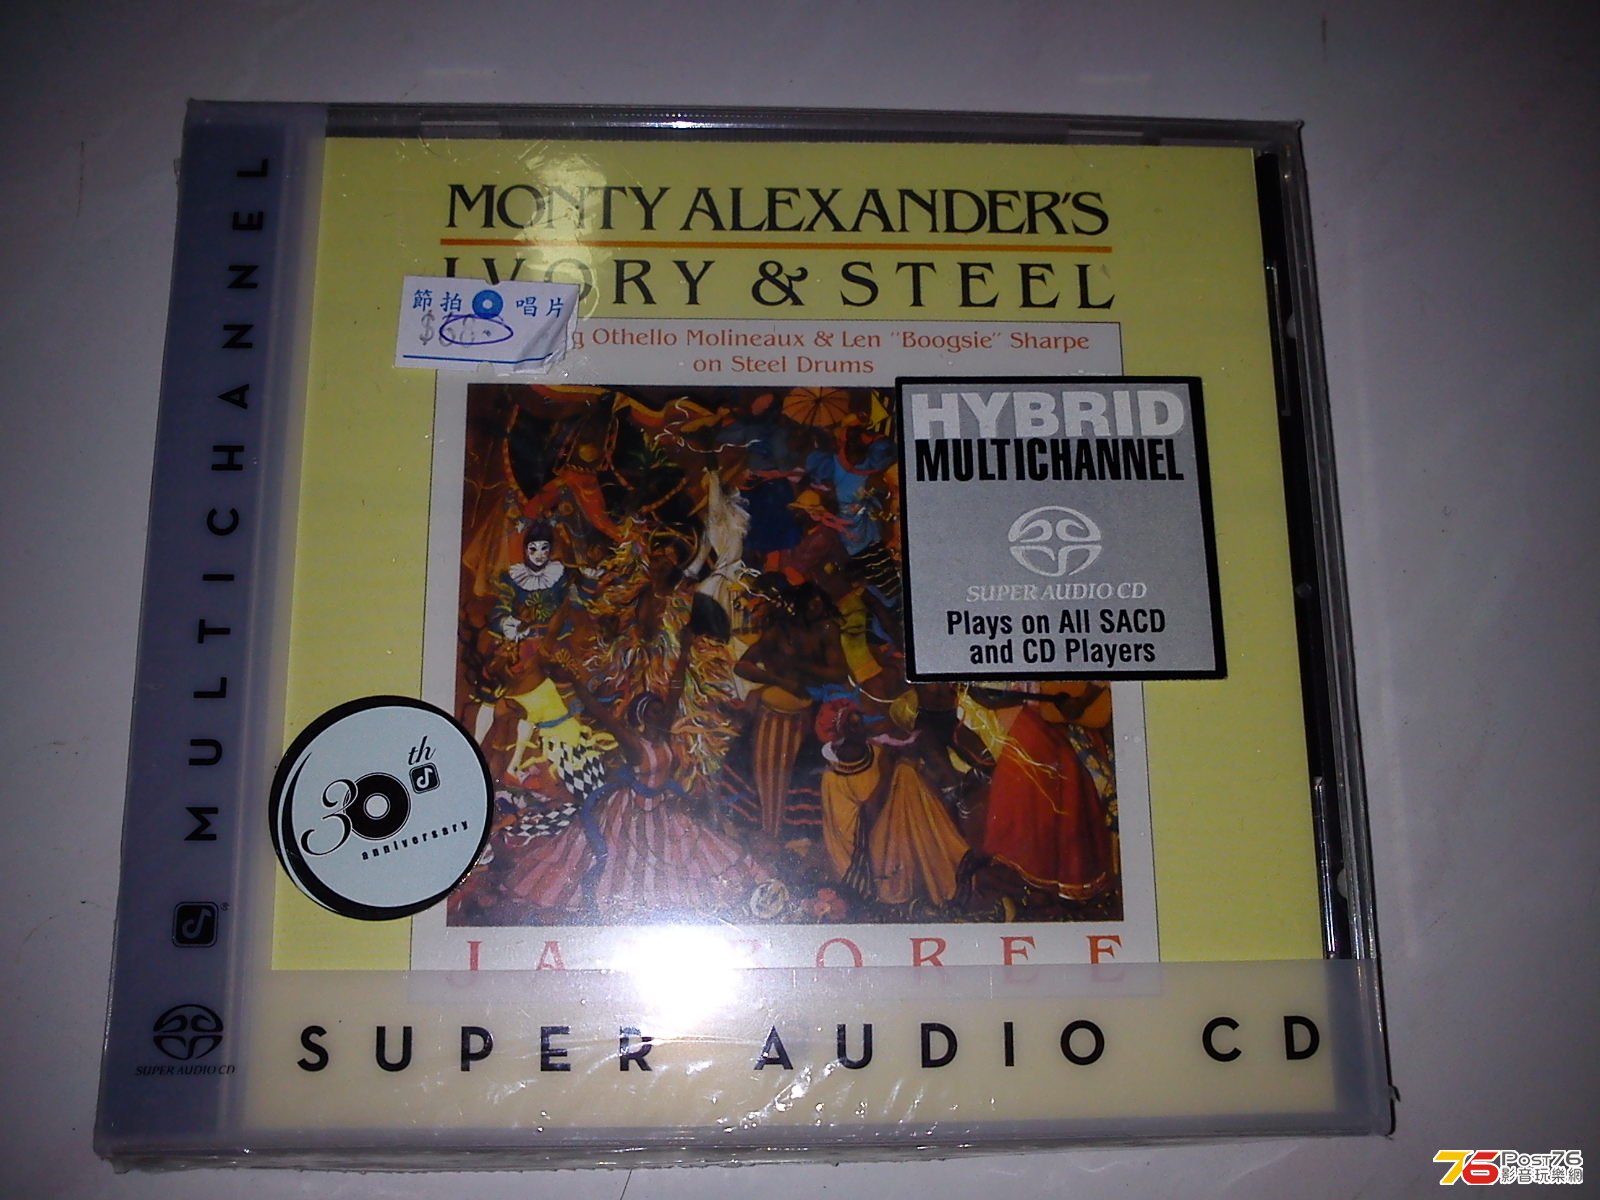 MONTY ALEXANDER'S
IVORY & STEEL
節拍 唱片
Othello Molineaux & Len "Boogsie" Sharpe
on Steel Drums
HYBRID
MULTICHANNEL
SUPER AUDIO CD
Plays on All SACD
and CD Players
MULTICHANNEL
30th
anniversary
SUPER AUDIO CD
SUPER AUDIO CD
76 Post76
影音玩樂網